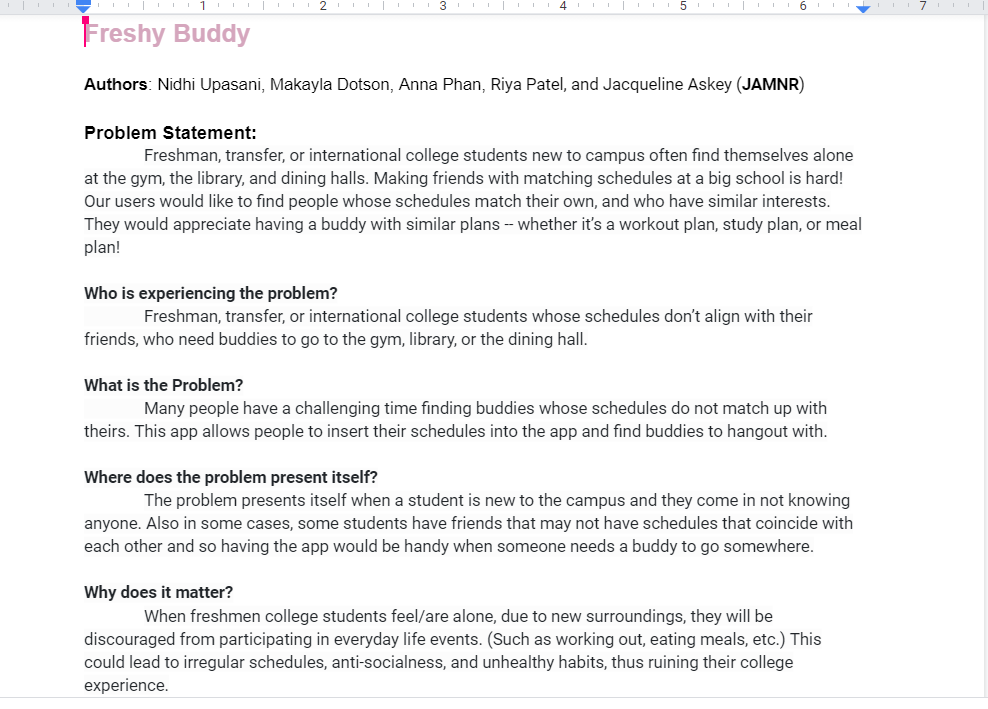 1 2 3 4 5 6 7
Freshy Buddy
Authors: Nidhi Upasani, Makayla Dotson, Anna Phan, Riya Patel, and Jacqueline Askey (JAMNR)
Problem Statement:
Freshman, transfer, or international college students new to campus often find themselves alone
at the gym, the library, and dining halls. Making friends with matching schedules at a big school is hard!
Our users would like to find people whose schedules match their own, and who have similar interests.
They would appreciate having a buddy with similar plans -- whether it’s a workout plan, study plan, or meal
plan!
Who is experiencing the problem?
Freshman, transfer, or international college students whose schedules don’t align with their
friends, who need buddies to go to the gym, library, or the dining hall.
What is the Problem?
Many people have a challenging time finding buddies whose schedules do not match up with
theirs. This app allows people to insert their schedules into the app and find buddies to hangout with.
Where does the problem present itself?
The problem presents itself when a student is new to the campus and they come in not knowing
anyone. Also in some cases, some students have friends that may not have schedules that coincide with
each other and so having the app would be handy when someone needs a buddy to go somewhere.
Why does it matter?
When freshmen college students feel/are alone, due to new surroundings, they will be
discouraged from participating in everyday life events. (Such as working out, eating meals, etc.) This
could lead to irregular schedules, anti-socialness, and unhealthy habits, thus ruining their college
experience.